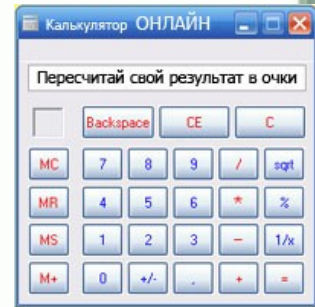 Калькулятор ОНЛАЙН
Пересчитай свой результат в очки
Backspace CE C
MC 7 8 9 / sqrt
MR 4 5 6 * %
MS 1 2 3 - 1/x
M+ 0 +/- , + =